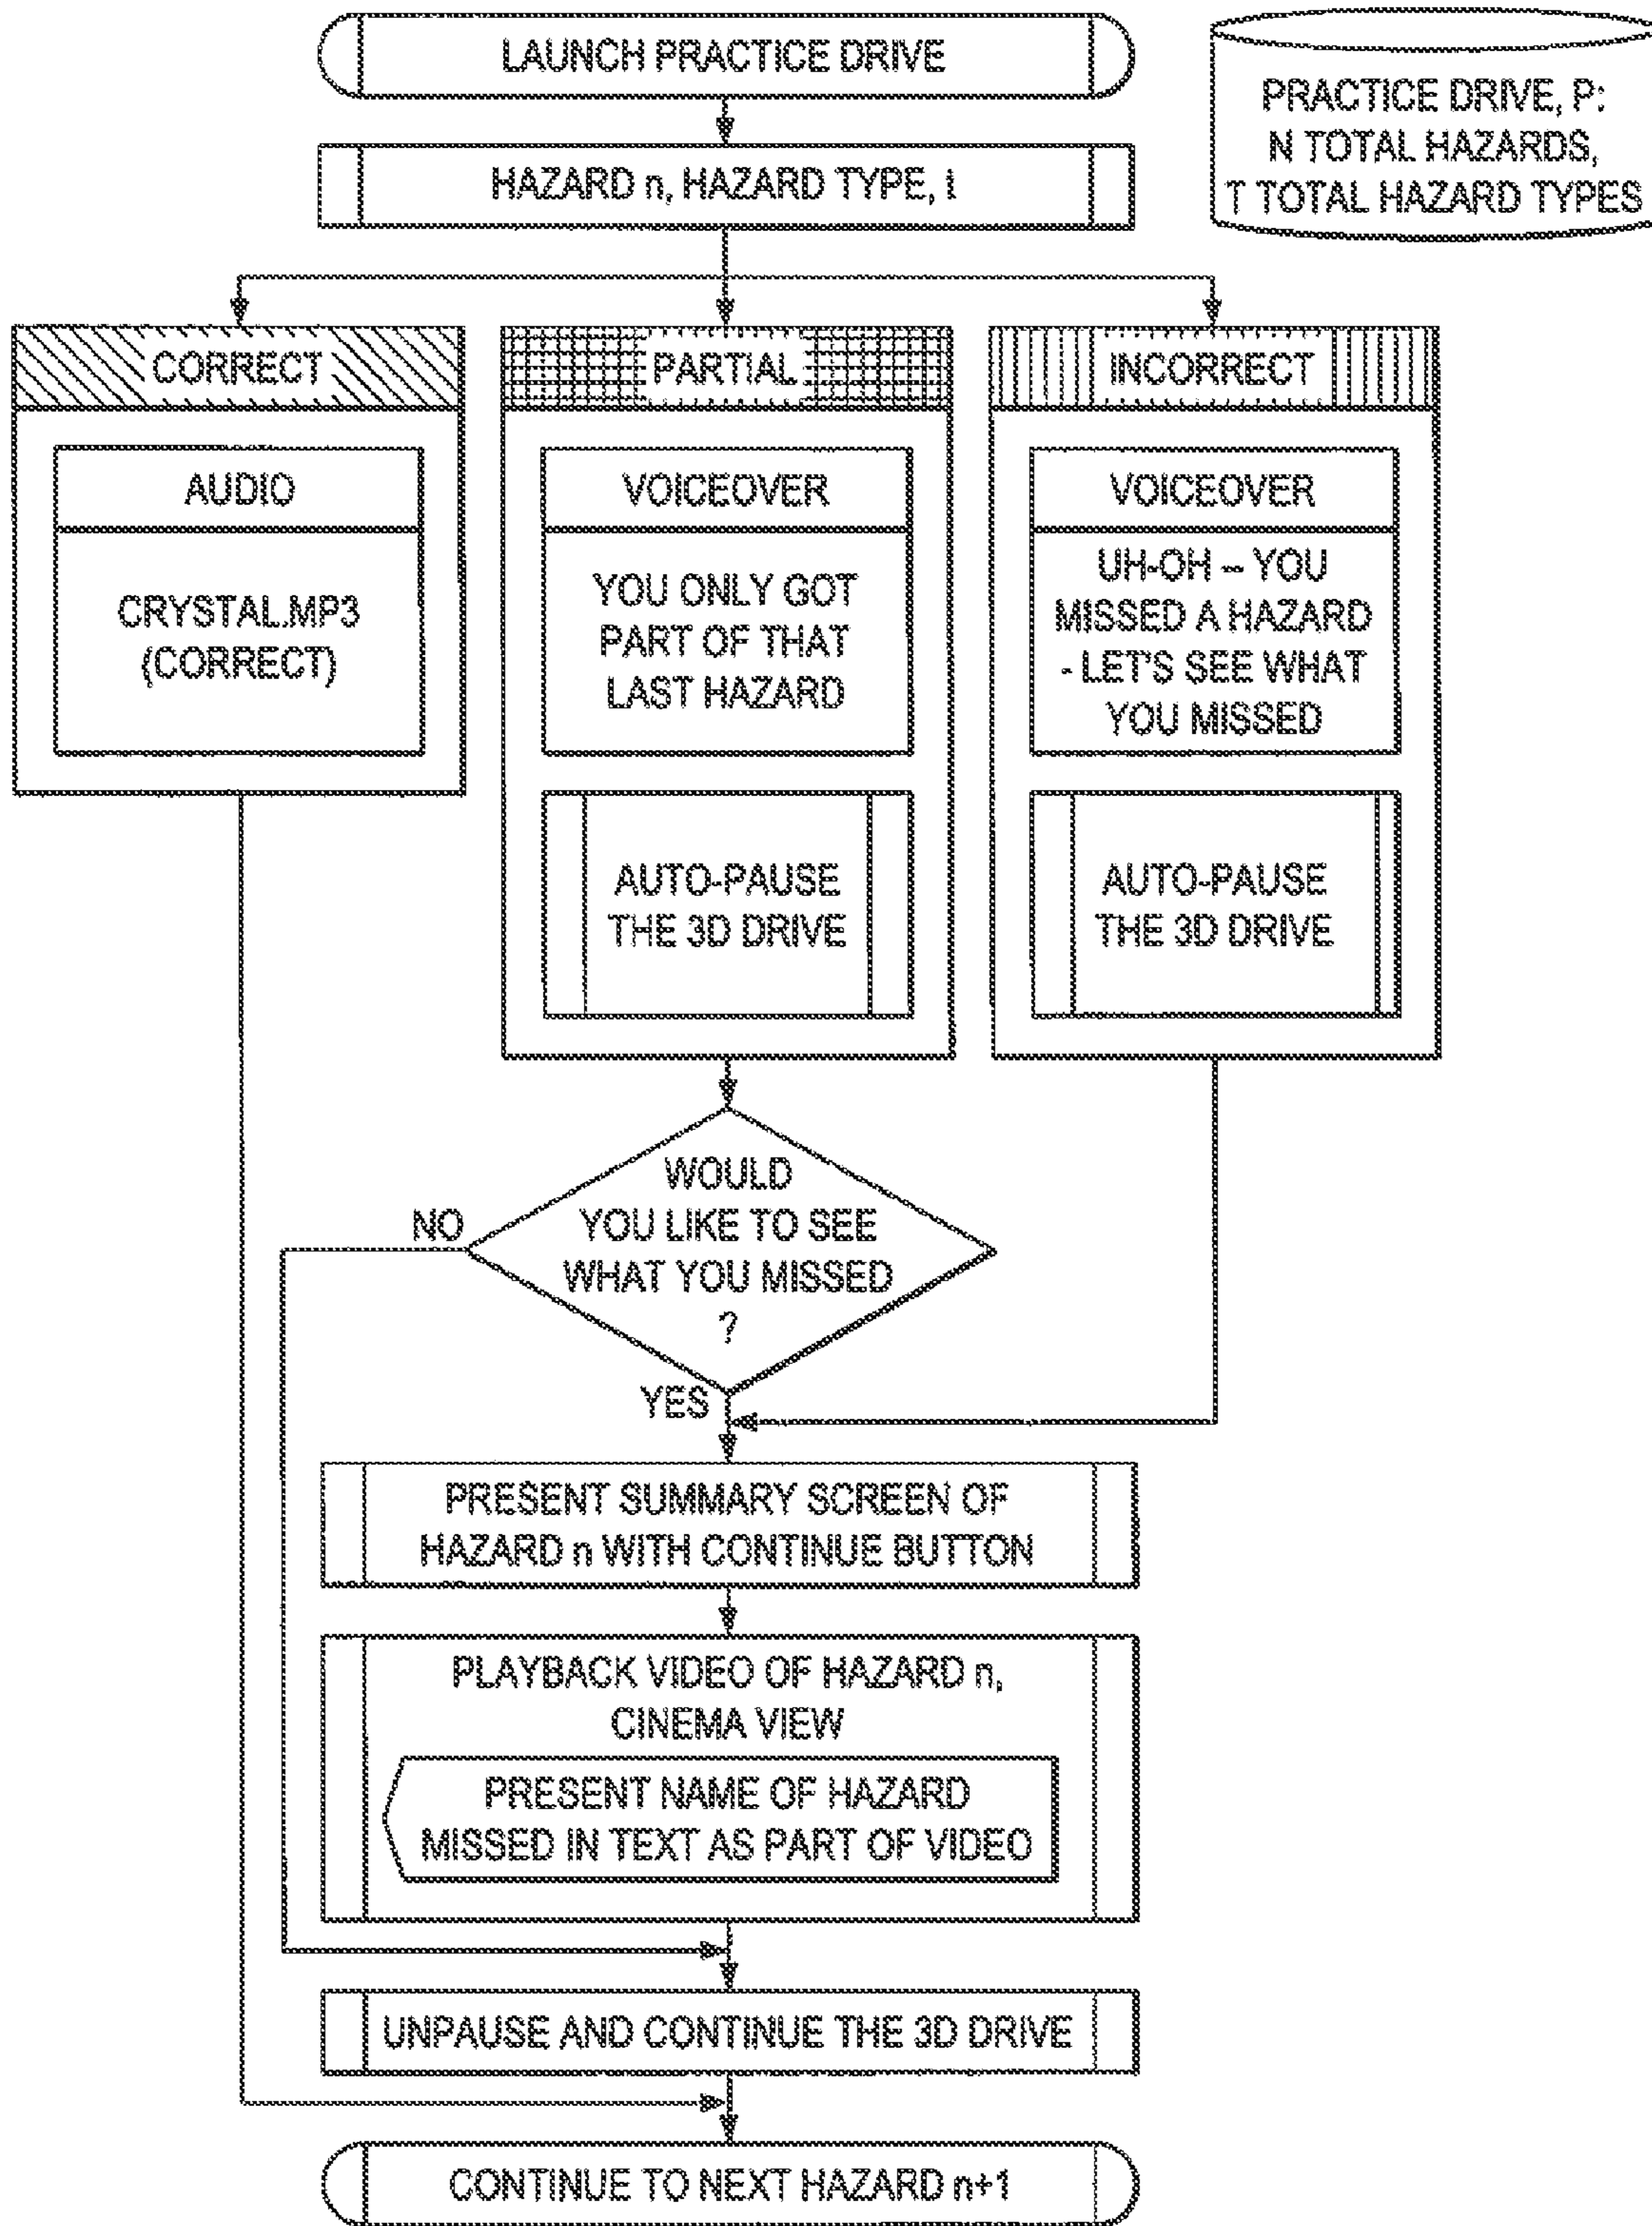 LAUNCH PRACTICE DRIVE
PRACTICE DRIVE, P:
N TOTAL HAZARDS,
T TOTAL HAZARD TYPES
HAZARD n, HAZARD TYPE, i
CORRECT
AUDIO
CRYSTAL.MP3
(CORRECT)
PARTIAL
VOICEOVER
YOU ONLY GOT
PART OF THAT
LAST HAZARD
AUTO-PAUSE
THE 3D DRIVE
INCORRECT
VOICEOVER
UH-OH -- YOU
MISSED A HAZARD
- LET'S SEE WHAT
YOU MISSED
AUTO-PAUSE
THE 3D DRIVE
WOULD
YOU LIKE TO SEE
WHAT YOU MISSED
?
NO
YES
PRESENT SUMMARY SCREEN OF
HAZARD n WITH CONTINUE BUTTON
PLAYBACK VIDEO OF HAZARD n,
CINEMA VIEW
PRESENT NAME OF HAZARD
MISSED IN TEXT AS PART OF VIDEO
UNPAUSE AND CONTINUE THE 3D DRIVE
CONTINUE TO NEXT HAZARD n+1